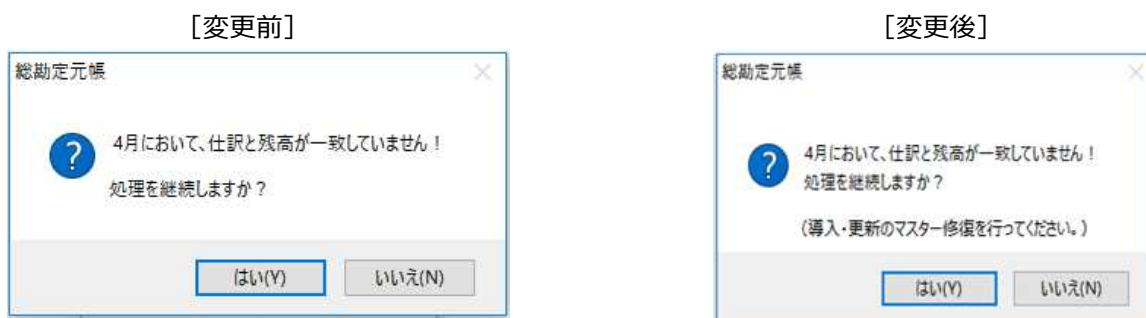 ［変更前］
総勘定元帳
4月において、仕訳と残高が一致していません！
処理を継続しますか？
はい(Y)
いいえ(N)
［変更後］
総勘定元帳
4月において、仕訳と残高が一致していません！
処理を継続しますか？
（導入・更新のマスター修復を行ってください。）
はい(Y)
いいえ(N)